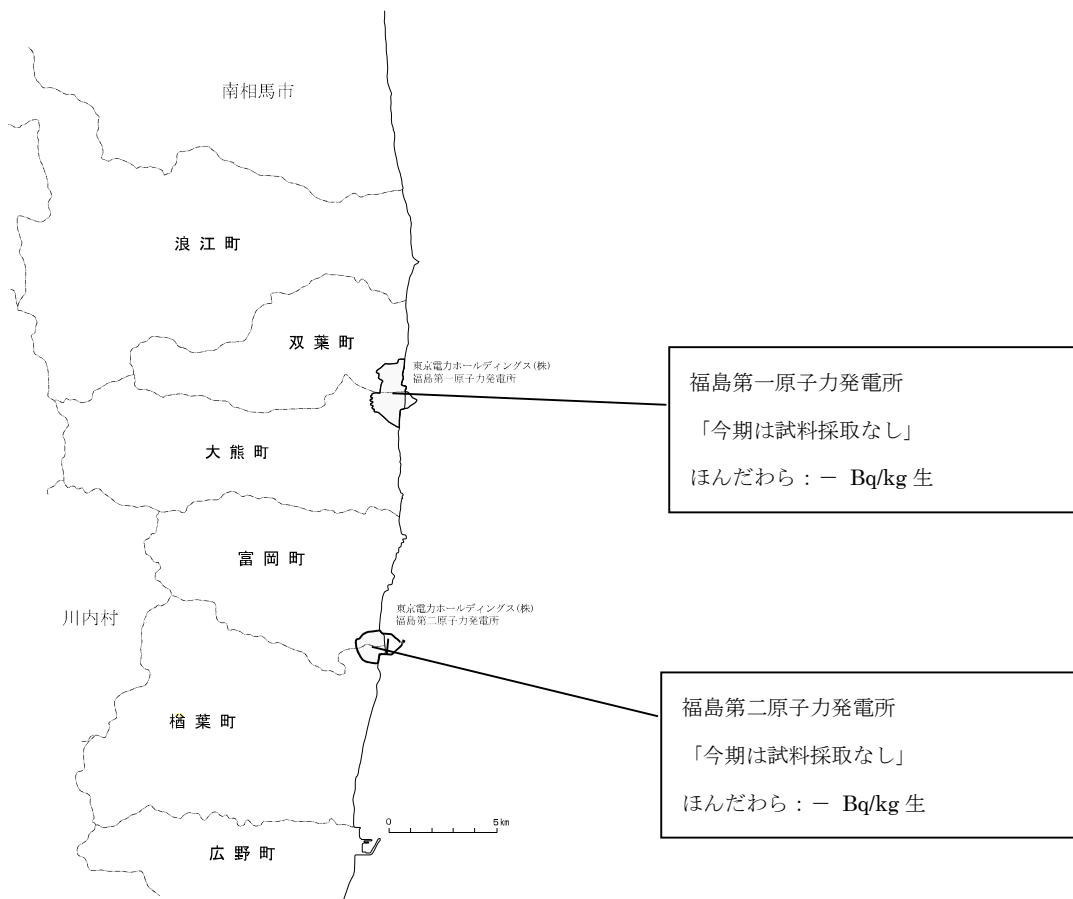 南相馬市
浪江町
双葉町
東京電力ホールディングス(株)
福島第一原子力発電所
福島第一原子力発電所
「今期は試料採取なし」
ほんだわら：－ Bq/kg 生
大熊町
富岡町
川内村
東京電力ホールディングス(株)
福島第二原子力発電所
福島第二原子力発電所
「今期は試料採取なし」
ほんだわら：－ Bq/kg 生
楢葉町
0 5km
広野町